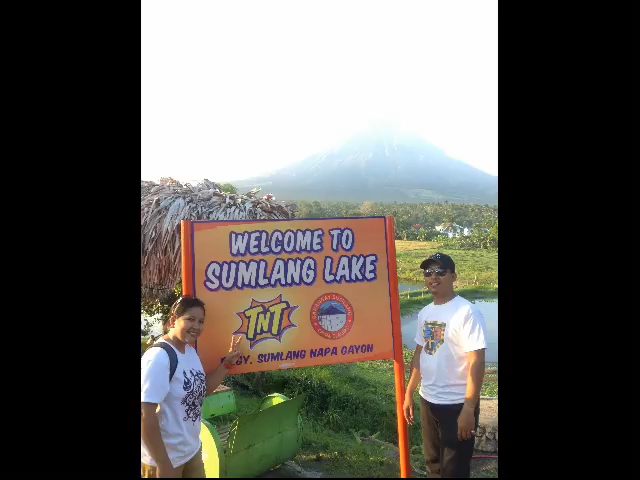 WELCOME TO
SUMLANG LAKE
TNT
SUMLANG NAPA GAYON